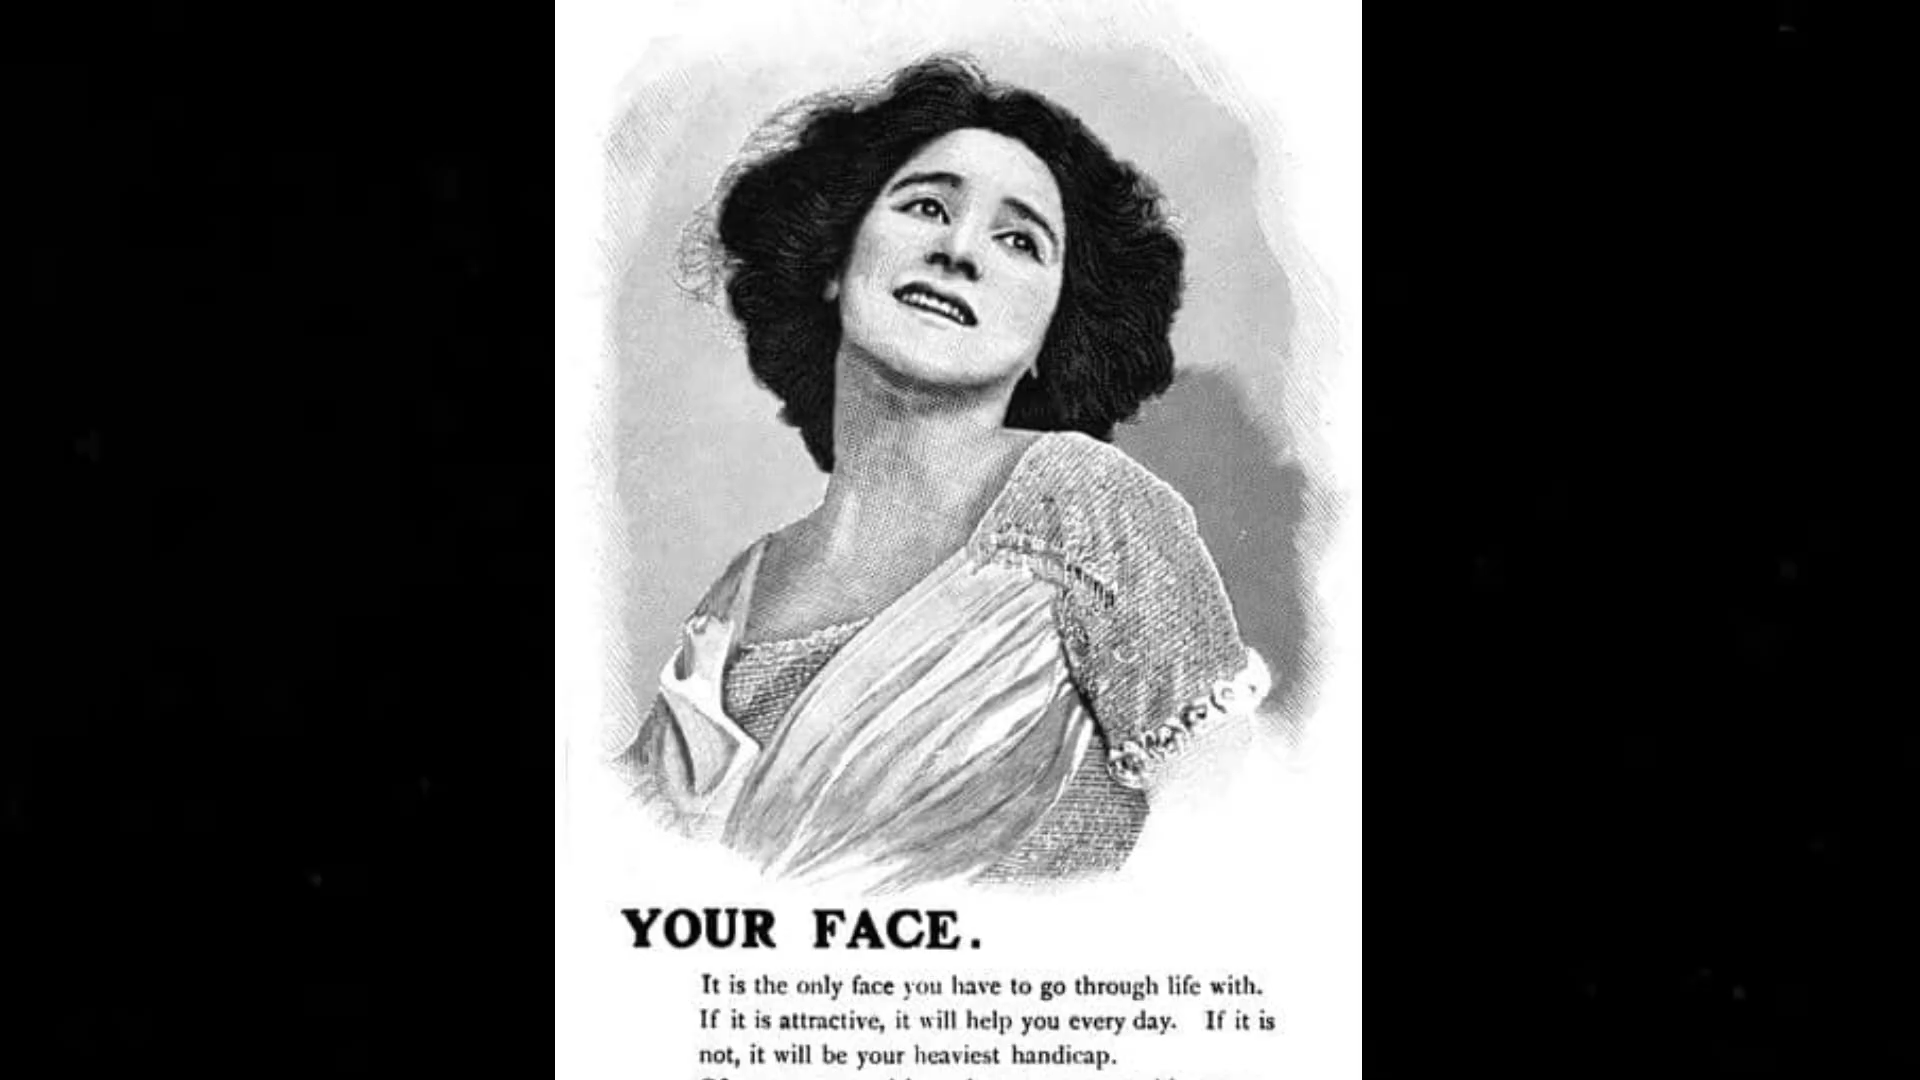 YOUR FACE.
It is the only face you have to go through life with.
If it is attractive, it will help you every day. If it is
not, it will be your heaviest handicap.